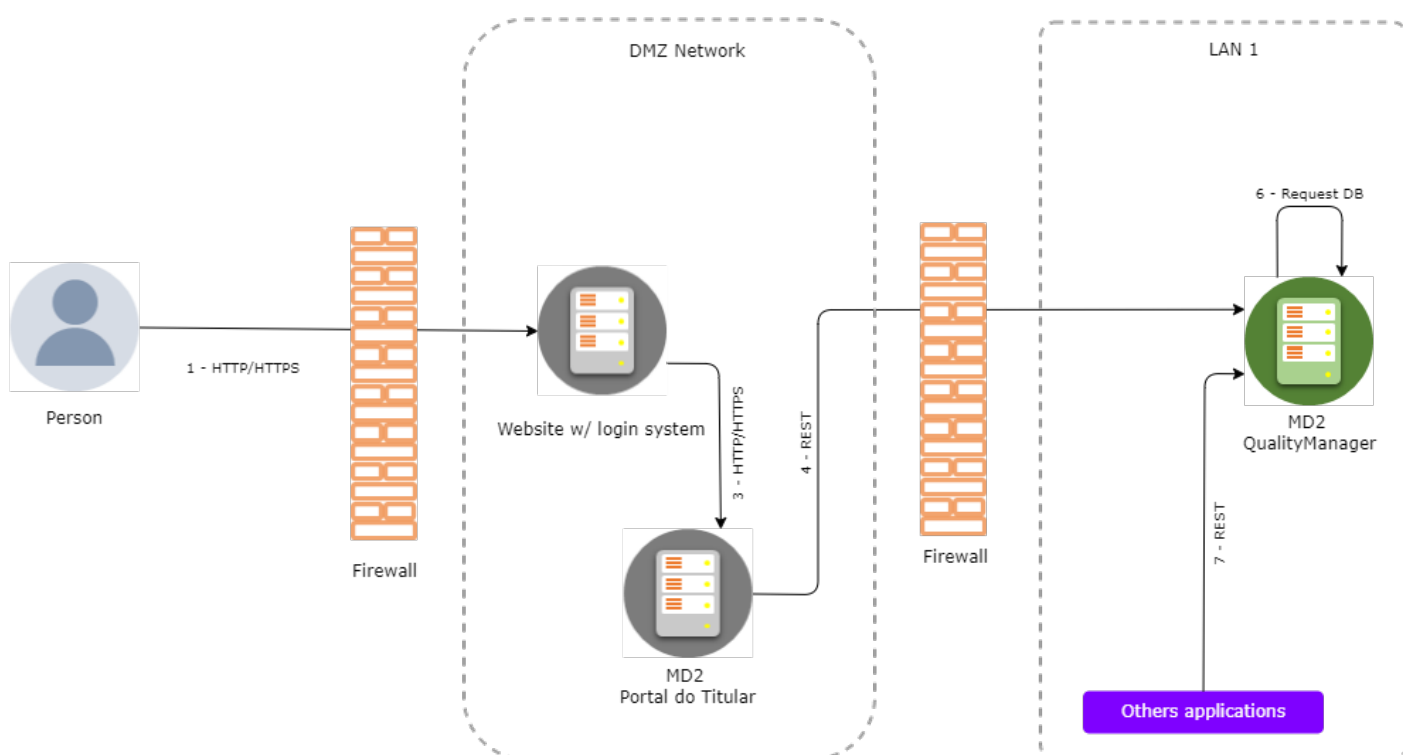 DMZ Network
LAN 1
6 - Request DB
1 - HTTP/HTTPS
Person
Website w/ login system
3 - HTTP/HTTPS
4 - REST
MD2
QualityManager
Firewall
Firewall
7 - REST
MD2
Portal do Titular
Others applications